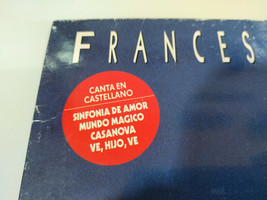 FRANCES
CANTA EN
CASTELLANO
SINFONIA DE AMOR
MUNDO MAGICO
CASANOVA
VE, HIJO, VE